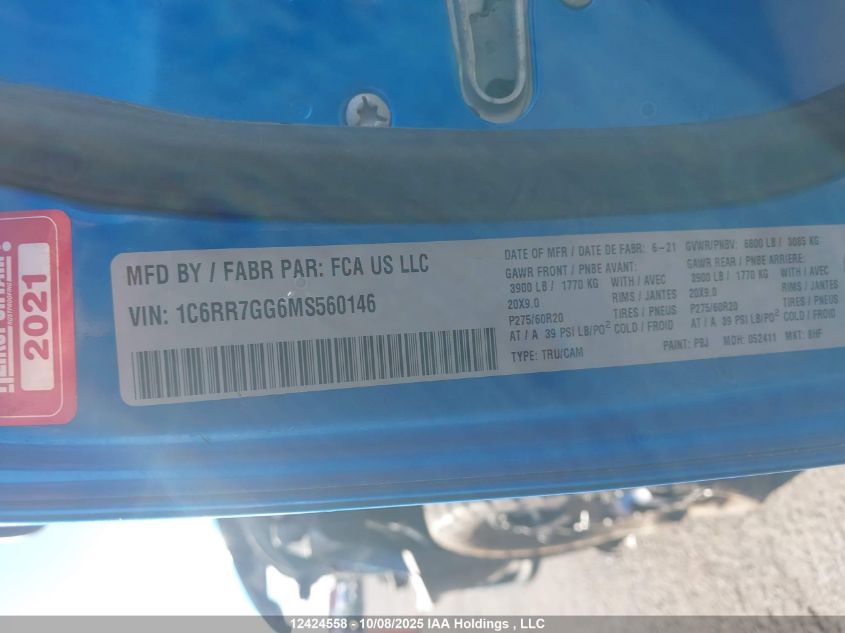 2021
MFD BY / FABR PAR: FCA US LLC
VIN: 1C6RR7GG6MS560146
DATE OF MFR / DATE DE FABR: 6-21 GVWR/PNBV: 6800 LB / 3085 KG
GAWR FRONT / PNBE AVANT: GAWR REAR / PNBE ARRIERE:
3900 LB / 1770 KG WITH / AVEC 3900 LB / 1770 KG WITH / AVEC
20X9.0 RIMS / JANTES 20X9.0 RIMS / JANTES
P275/60R20 TIRES / PNEUS P275/60R20 TIRES / PNEUS
AT / A 39 PSI LB/PO² COLD / FROID AT / A 39 PSI LB/PO² COLD / FROID
TYPE: TRU/CAM PAINT: PBJ MDH: 052411 MKT: BHF
12424558 - 10/08/2025 IAA Holdings , LLC